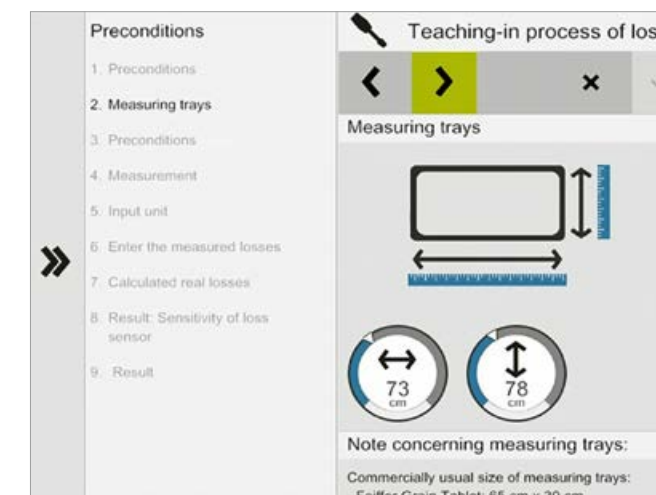 Preconditions
1. Preconditions
2. Measuring trays
3. Preconditions
4. Measurement
5. Input unit
6. Enter the measured losses
7. Calculated real losses
8. Result: Sensitivity of loss
sensor
9. Result
Teaching-in process of los
Measuring trays
73
cm
78
cm
Note concerning measuring trays:
Commercially usual size of measuring trays: